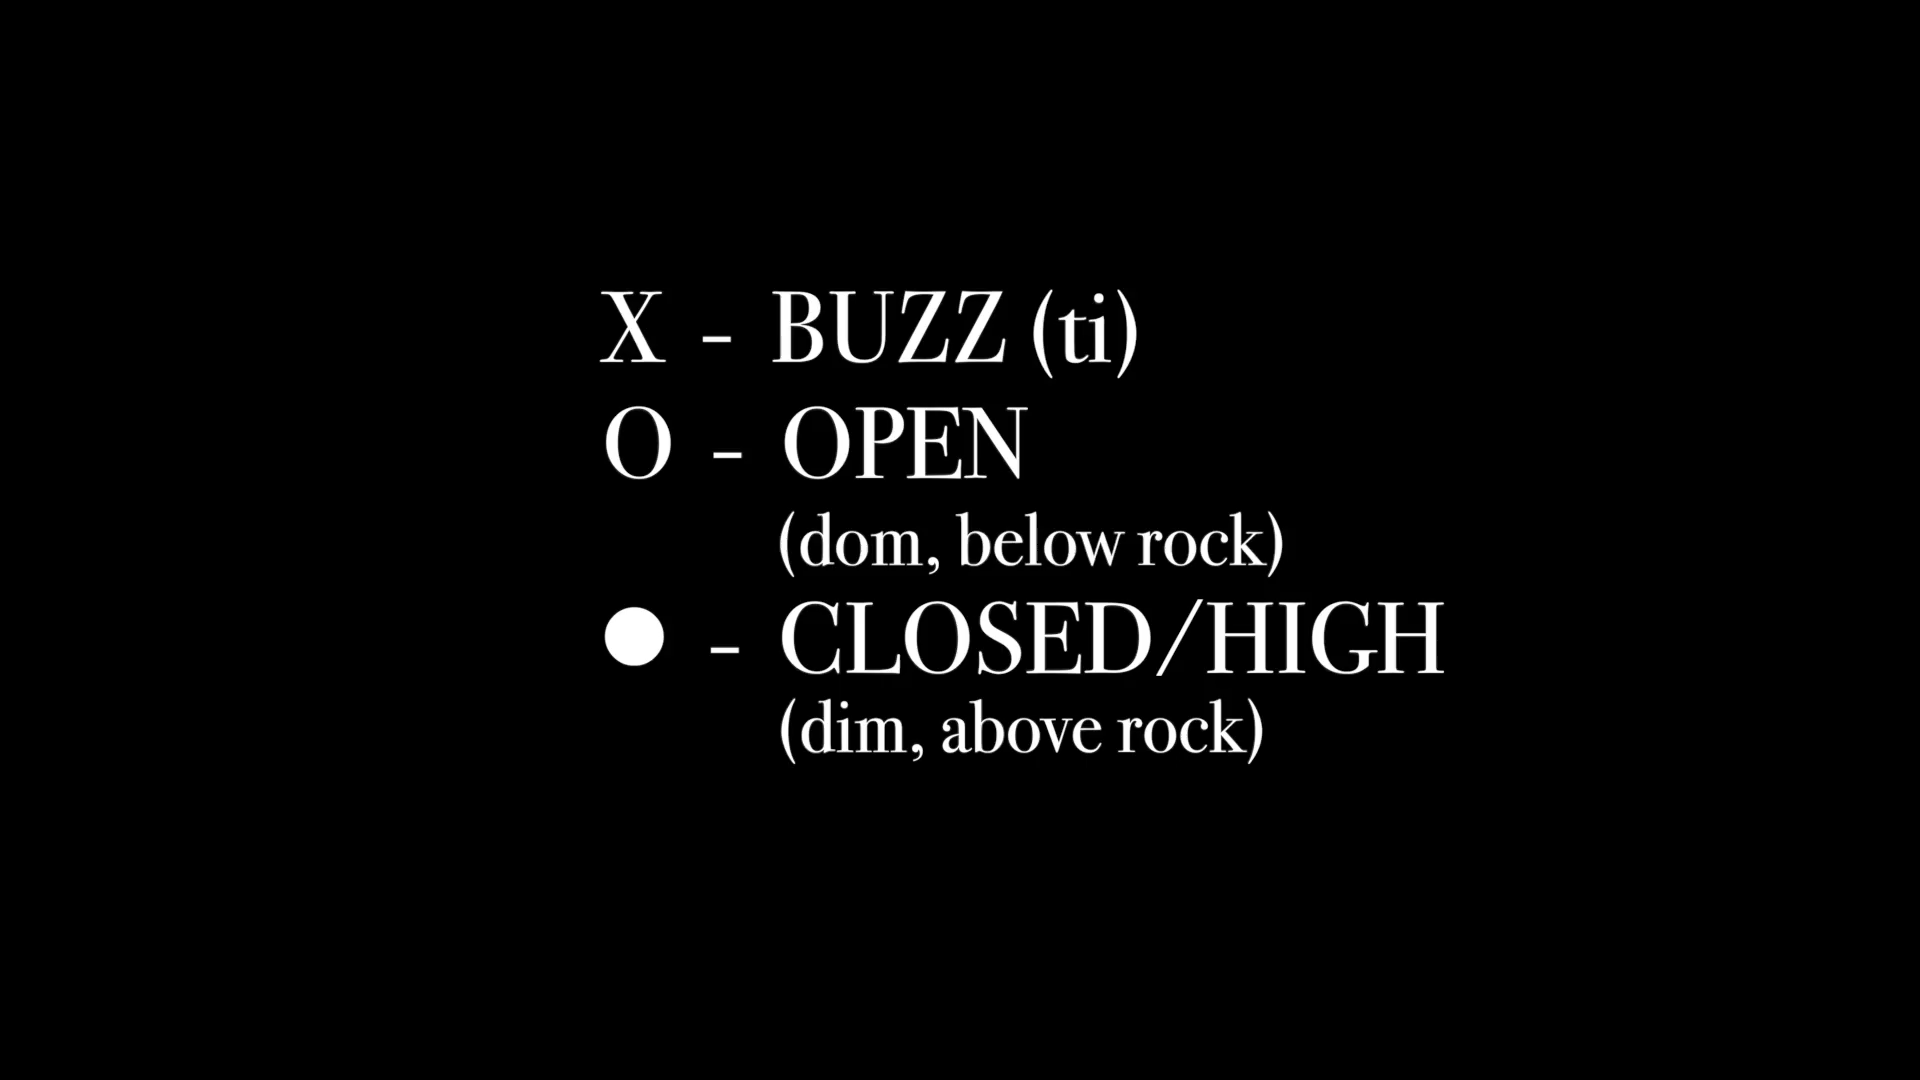 X - BUZZ (ti)
O - OPEN
(dom, below rock)
● - CLOSED/HIGH
(dim, above rock)